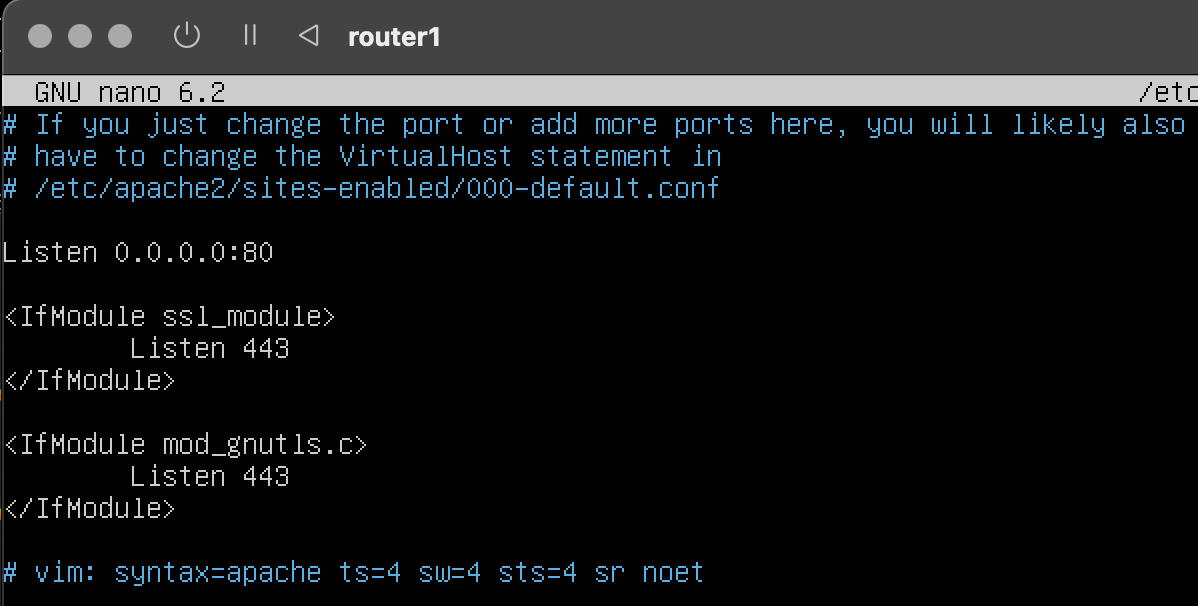 router1
GNU nano 6.2 /etc
# If you just change the port or add more ports here, you will likely also
# have to change the VirtualHost statement in
# /etc/apache2/sites-enabled/000-default.conf
Listen 0.0.0.0:80
<IfModule ssl_module>
Listen 443
</IfModule>
<IfModule mod_gnutls.c>
Listen 443
</IfModule>
# vim: syntax=apache ts=4 sw=4 sts=4 sr noet